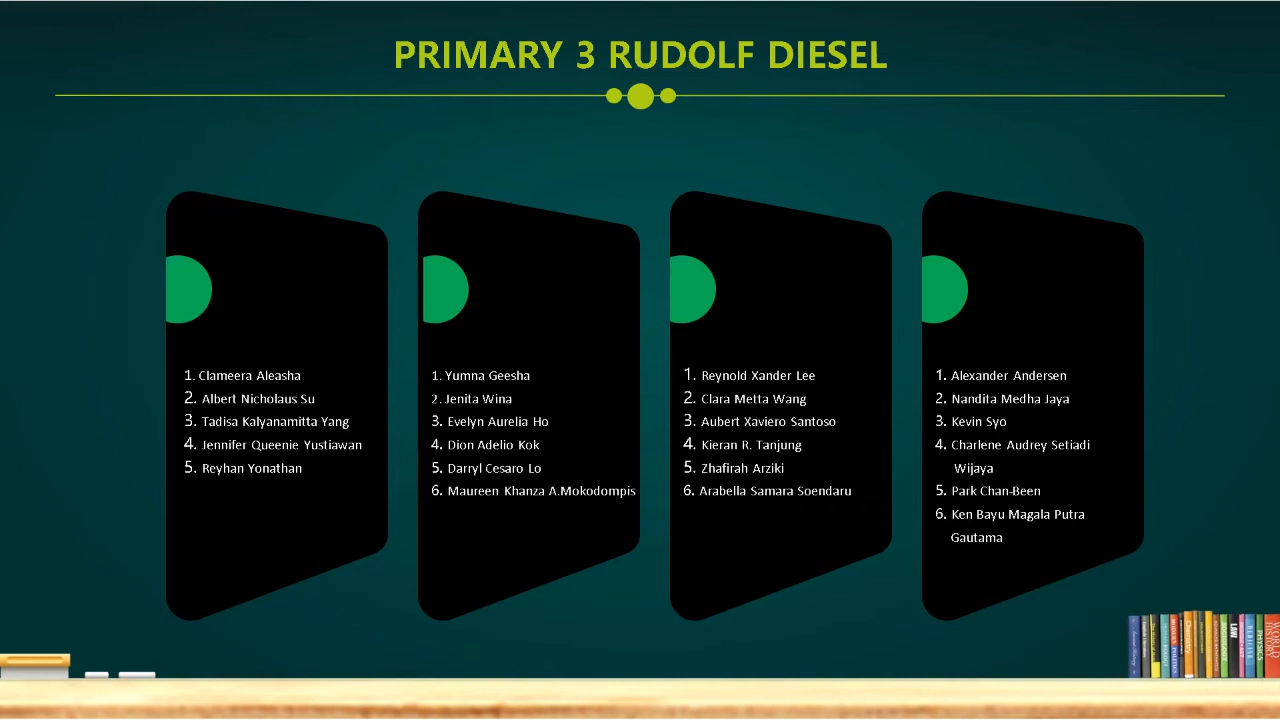 PRIMARY 3 RUDOLF DIESEL
1. Clameera Aleasha
2. Albert Nicholaus Su
3. Tadisa Kalyanamitta Yang
4. Jennifer Queenie Yustiawan
5. Reyhan Yonathan
1. Yumna Geesha
2. Jenita Wina
3. Evelyn Aurelia Ho
4. Dion Adelio Kok
5. Darryl Cesaro Lo
6. Maureen Khanza A.Mokodompis
1. Reynold Xander Lee
2. Clara Metta Wang
3. Aubert Xaviero Santoso
4. Kieran R. Tanjung
5. Zhafirah Arziki
6. Arabella Samara Soendaru
1. Alexander Andersen
2. Nandita Medha Jaya
3. Kevin Syo
4. Charlene Audrey Setiadi
Wijaya
5. Park Chan-Been
6. Ken Bayu Magala Putra
Gautama
LAW
PHYSICS
WORLD HISTORY